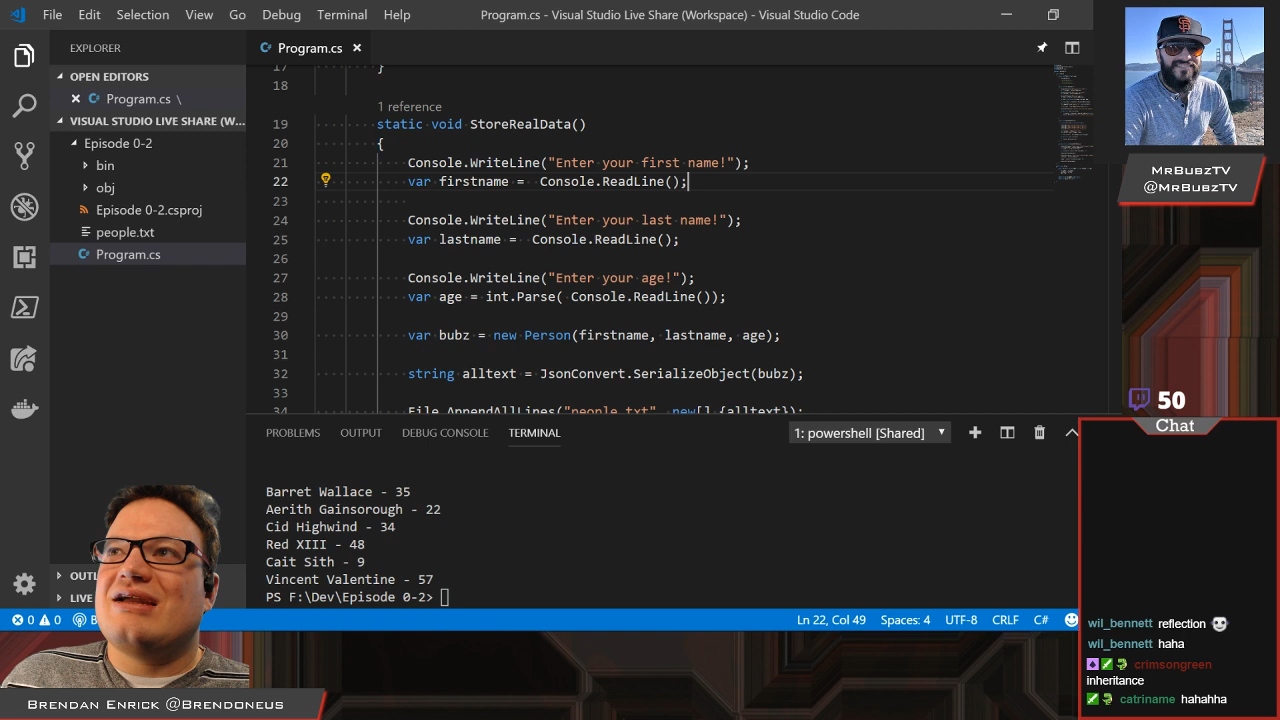 File Edit Selection View Go Debug Terminal Help
Program.cs - Visual Studio Live Share (Workspace) - Visual Studio Code
EXPLORER
OPEN EDITORS
Program.cs \
VISUAL STUDIO LIVE SHARE (W...
Episode 0-2
bin
obj
Episode 0-2.csproj
people.txt
Program.cs
Program.cs
17 }
18
1 reference
19 static void StoreRealData()
20 {
21 Console.WriteLine("Enter your first name!");
22 var firstname = Console.ReadLine();
23
24 Console.WriteLine("Enter your last name!");
25 var lastname = Console.ReadLine();
26
27 Console.WriteLine("Enter your age!");
28 var age = int.Parse( Console.ReadLine());
29
30 var bubz = new Person(firstname, lastname, age);
31
32 string alltext = JsonConvert.SerializeObject(bubz);
33
34 File.AppendAllLines("people.txt", new[] {alltext});
PROBLEMS OUTPUT DEBUG CONSOLE TERMINAL
1: powershell [Shared]
Barret Wallace - 35
Aerith Gainsorough - 22
Cid Highwind - 34
Red XIII - 48
Cait Sith - 9
Vincent Valentine - 57
PS F:\Dev\Episode 0-2>
OUTL
LIVE
0 0 B
Ln 22, Col 49 Spaces: 4 UTF-8 CRLF C#
MrBubzTV
@MrBubzTV
50
Chat
wil_bennett reflection
wil_bennett haha
crimsongreen
inheritance
catriname hahahha
Brendan Enrick @Brendoneus